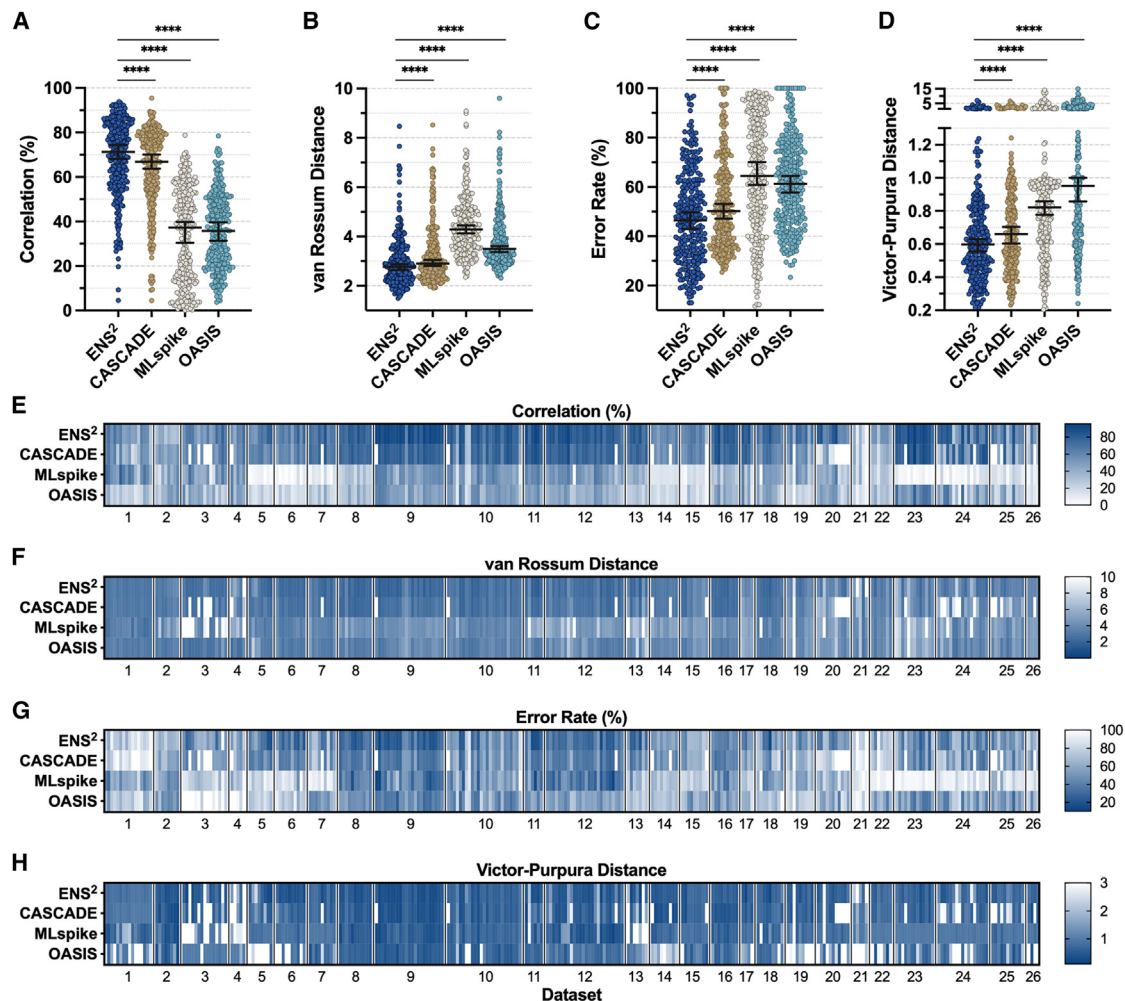 A
B
C
D
****
****
****
****
****
****
****
****
****
****
****
****
Correlation (%)
100
80
60
40
20
0
ENS²
CASCADE
MLspike
OASIS
van Rossum Distance
10
8
6
4
2
ENS²
CASCADE
MLspike
OASIS
Error Rate (%)
100
80
60
40
20
ENS²
CASCADE
MLspike
OASIS
Victor-Purpura Distance
15
5
1.2
1.0
0.8
0.6
0.4
0.2
ENS²
CASCADE
MLspike
OASIS
E
Correlation (%)
ENS²
CASCADE
MLspike
OASIS
1 2 3 4 5 6 7 8 9 10 11 12 13 14 15 16 17 18 19 20 21 22 23 24 25 26
80
60
40
20
0
F
van Rossum Distance
ENS²
CASCADE
MLspike
OASIS
1 2 3 4 5 6 7 8 9 10 11 12 13 14 15 16 17 18 19 20 21 22 23 24 25 26
10
8
6
4
2
G
Error Rate (%)
ENS²
CASCADE
MLspike
OASIS
1 2 3 4 5 6 7 8 9 10 11 12 13 14 15 16 17 18 19 20 21 22 23 24 25 26
100
80
60
40
20
H
Victor-Purpura Distance
ENS²
CASCADE
MLspike
OASIS
1 2 3 4 5 6 7 8 9 10 11 12 13 14 15 16 17 18 19 20 21 22 23 24 25 26
Dataset
3
2
1